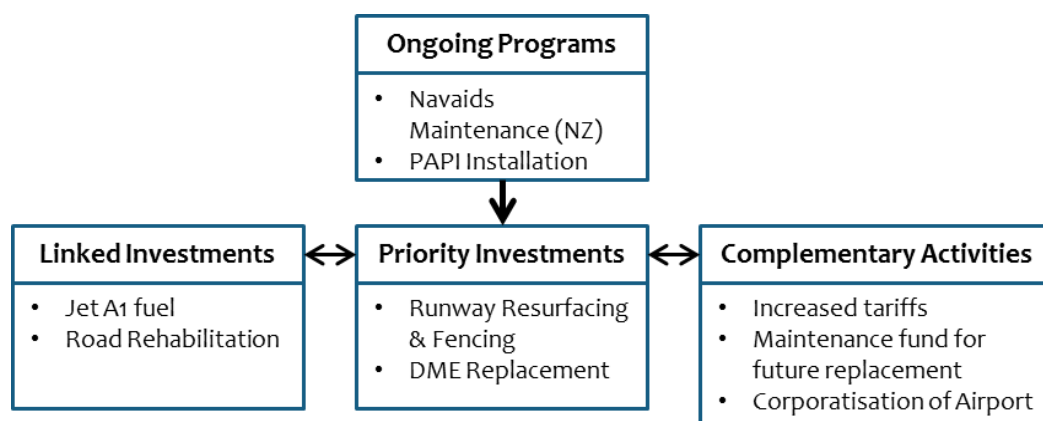 Ongoing Programs
• Navaids
Maintenance (NZ)
• PAPI Installation
Linked Investments
• Jet A1 fuel
• Road Rehabilitation
Priority Investments
• Runway Resurfacing
& Fencing
• DME Replacement
Complementary Activities
• Increased tariffs
• Maintenance fund for
future replacement
• Corporatisation of Airport